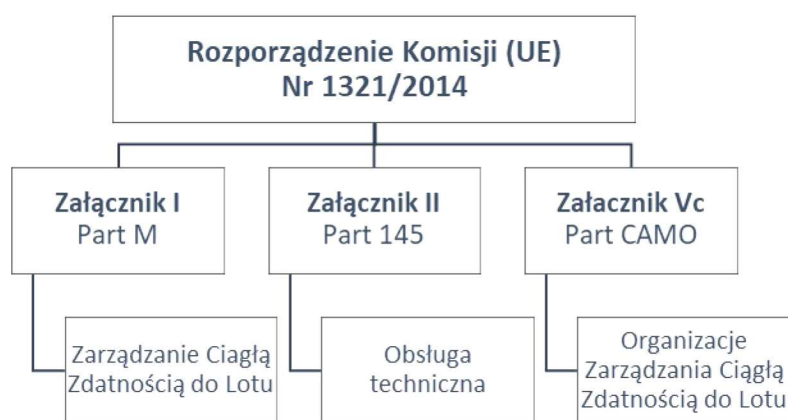 Rozporządzenie Komisji (UE)
Nr 1321/2014
Załącznik I
Part M
Załącznik II
Part 145
Załacznik Vc
Part CAMO
Zarządzanie Ciagłą
Zdatnością do Lotu
Obsługa
techniczna
Organizacje
Zarządzania Ciągłą
Zdatnością do Lotu